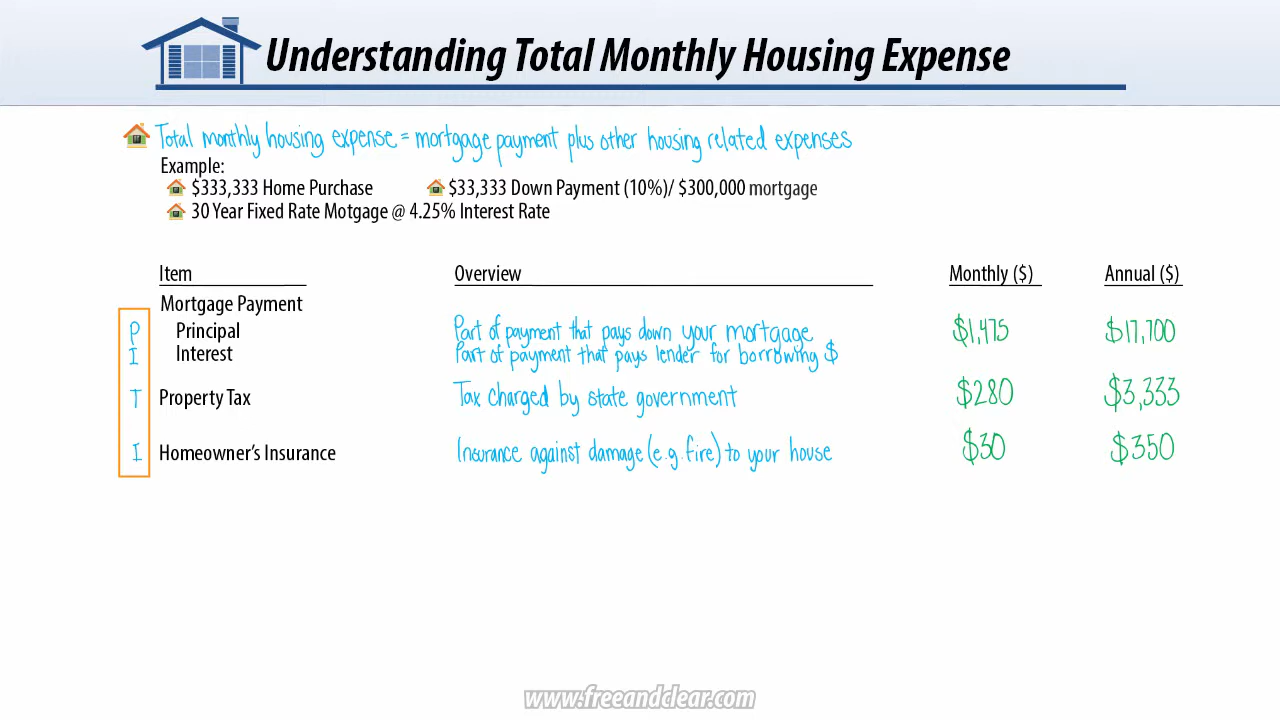 Understanding Total Monthly Housing Expense
Total monthly housing expense = mortgage payment plus other housing related expenses
Example:
$333,333 Home Purchase $33,333 Down Payment (10%)/ $300,000 mortgage
30 Year Fixed Rate Motgage @ 4.25% Interest Rate
Item Overview Monthly ($) Annual ($)
Mortgage Payment
P Principal Part of payment that pays down your mortgage $1,475 $17,700
I Interest Part of payment that pays lender for borrowing $
T Property Tax Tax charged by state government $280 $3,333
I Homeowner's Insurance Insurance against damage (e.g. fire) to your house $30 $350
www.freeandclear.com